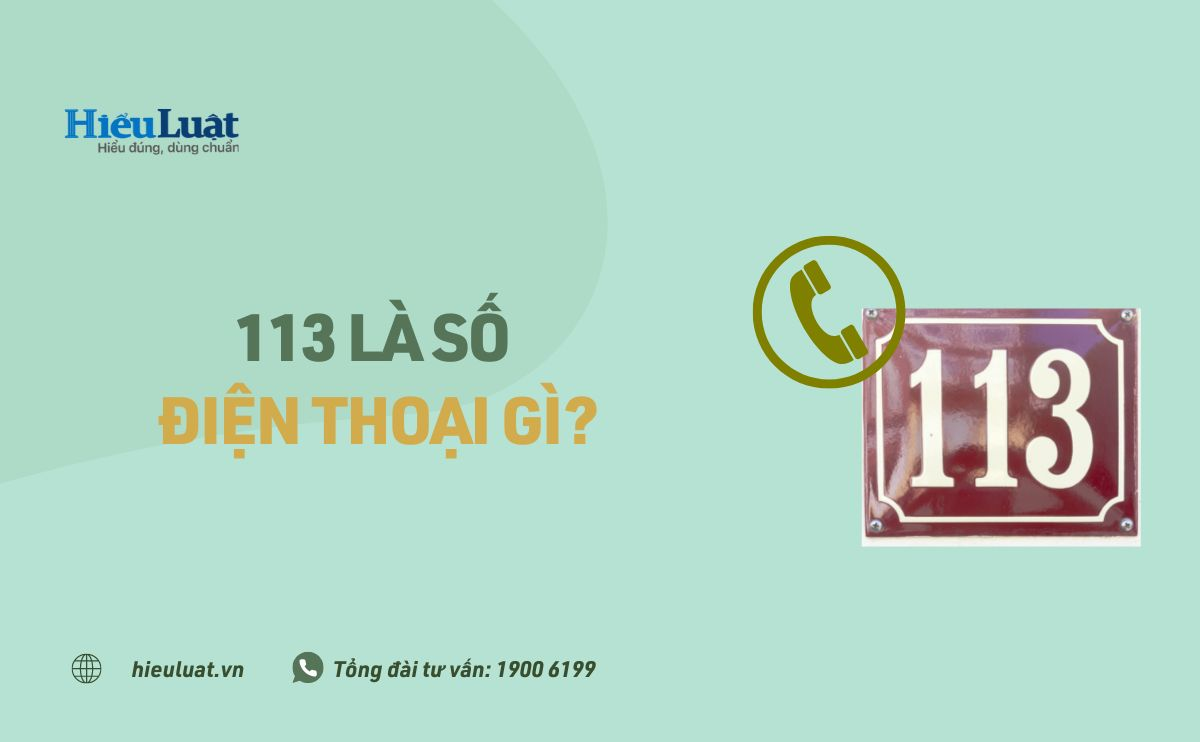 HiểuLuật
Hiểu đúng, dùng chuẩn
113 LÀ SỐ
ĐIỆN THOẠI GÌ?
113
hieuluat.vn
Tổng đài tư vấn: 1900 6199